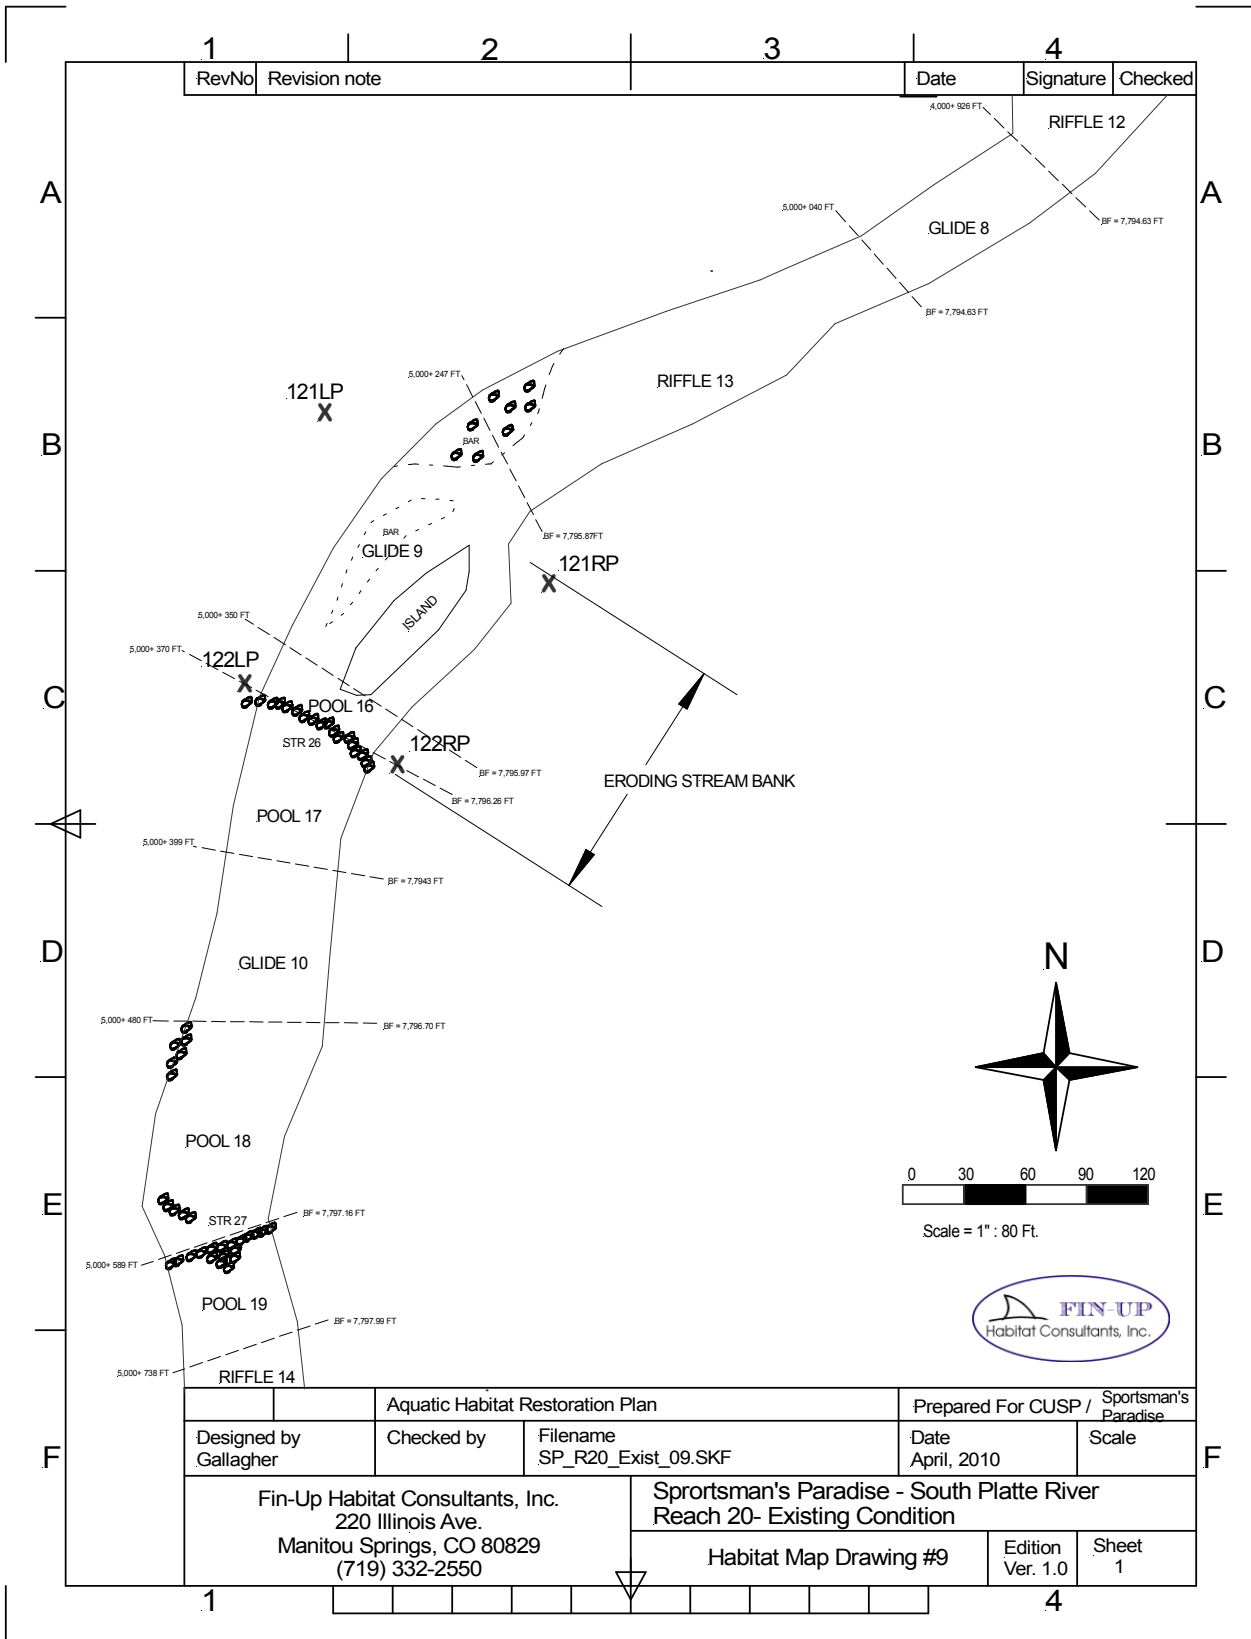 1 2 3 4
RevNo Revision note Date Signature Checked
4,000+ 926 FT
RIFFLE 12
A A
5,000+ 040 FT
BF = 7,794.63 FT
GLIDE 8
BF = 7,794.63 FT
5,000+ 247 FT
RIFFLE 13
121LP
BAR
B B
BAR
BF = 7,795.87FT
GLIDE 9
121RP
ISLAND
5,000+ 350 FT
5,000+ 370 FT
122LP
C C
POOL 16
STR 26
122RP
BF = 7,795.97 FT
ERODING STREAM BANK
BF = 7,796.26 FT
POOL 17
5,000+ 399 FT
BF = 7,7943 FT
D D
GLIDE 10
N
5,000+ 480 FT
BF = 7,796.70 FT
POOL 18
0 30 60 90 120
E E
BF = 7,797.16 FT
STR 27
Scale = 1" : 80 Ft.
5,000+ 589 FT
POOL 19
FIN-UP
Habitat Consultants, Inc.
BF = 7,797.99 FT
5,000+ 738 FT
RIFFLE 14
Aquatic Habitat Restoration Plan
Prepared For CUSP / Sportsman's
Paradise
F F
Designed by
Gallagher
Checked by
Filename
SP_R20_Exist_09.SKF
Date
April, 2010
Scale
Fin-Up Habitat Consultants, Inc.
220 Illinois Ave.
Manitou Springs, CO 80829
(719) 332-2550
Sprortsman's Paradise - South Platte River
Reach 20- Existing Condition
Habitat Map Drawing #9
Edition
Ver. 1.0
Sheet
1
1 4